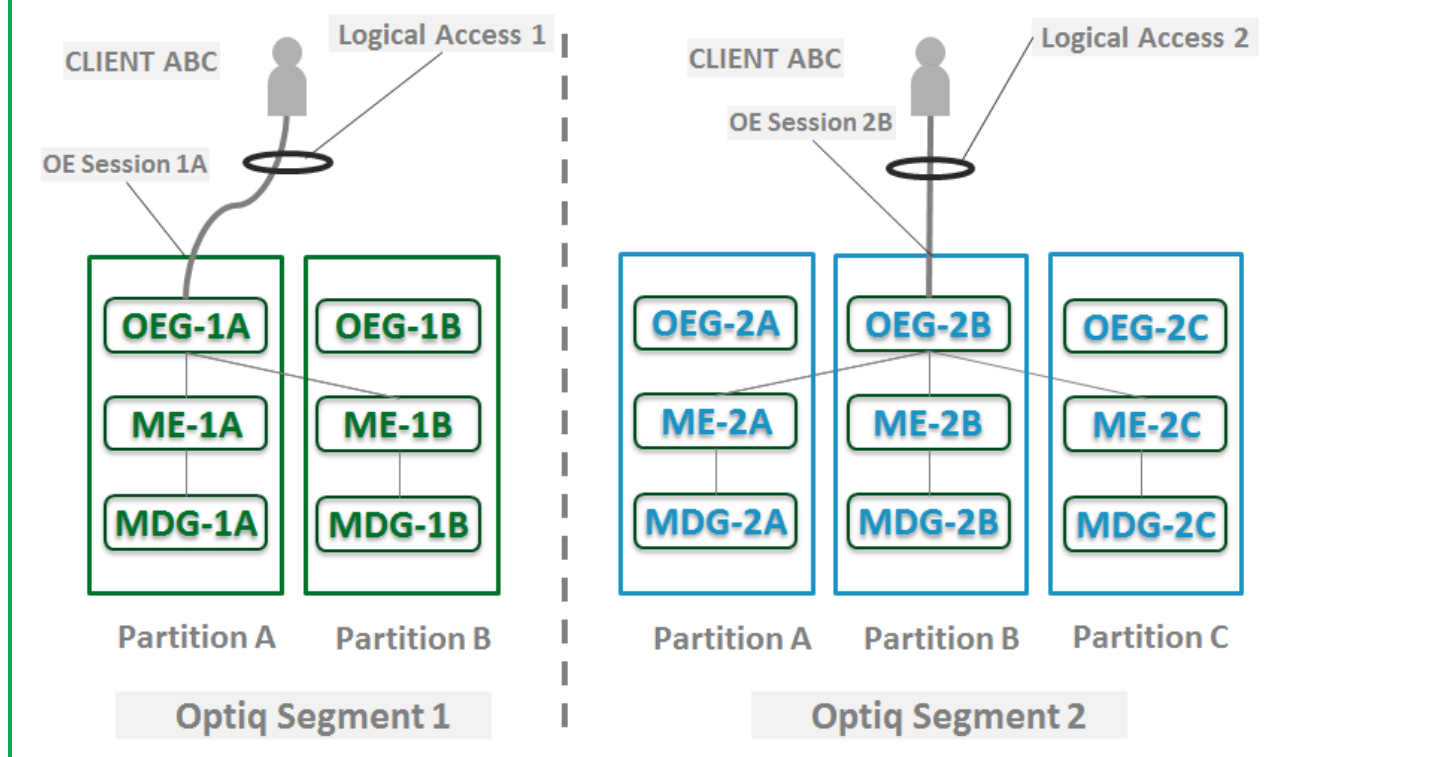 Logical Access 1
CLIENT ABC
OE Session 1A
OEG-1A
OEG-1B
ME-1A
ME-1B
MDG-1A
MDG-1B
Partition A
Partition B
Optiq Segment 1
Logical Access 2
CLIENT ABC
OE Session 2B
OEG-2A
OEG-2B
OEG-2C
ME-2A
ME-2B
ME-2C
MDG-2A
MDG-2B
MDG-2C
Partition A
Partition B
Partition C
Optiq Segment 2